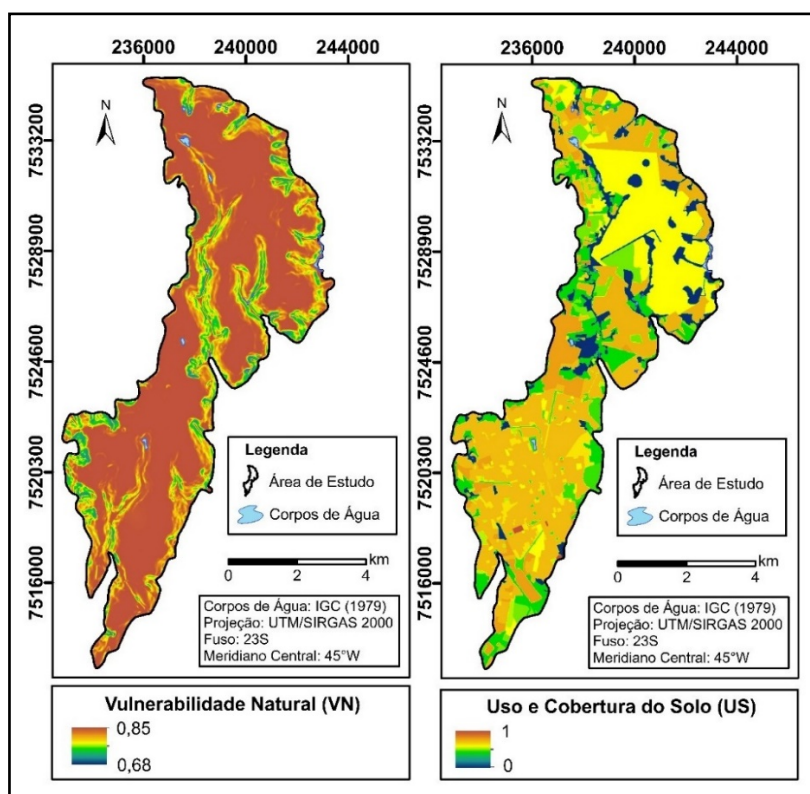 236000 240000 244000
N
7533200
7528900
7524600
7520300
7516000
Legenda
Área de Estudo
Corpos de Água
km
0 2 4
Corpos de Água: IGC (1979)
Projeção: UTM/SIRGAS 2000
Fuso: 23S
Meridiano Central: 45°W
Vulnerabilidade Natural (VN)
0,85
0,68
236000 240000 244000
N
7533200
7528900
7524600
7520300
7516000
Legenda
Área de Estudo
Corpos de Água
km
0 2 4
Corpos de Água: IGC (1979)
Projeção: UTM/SIRGAS 2000
Fuso: 23S
Meridiano Central: 45°W
Uso e Cobertura do Solo (US)
1
0